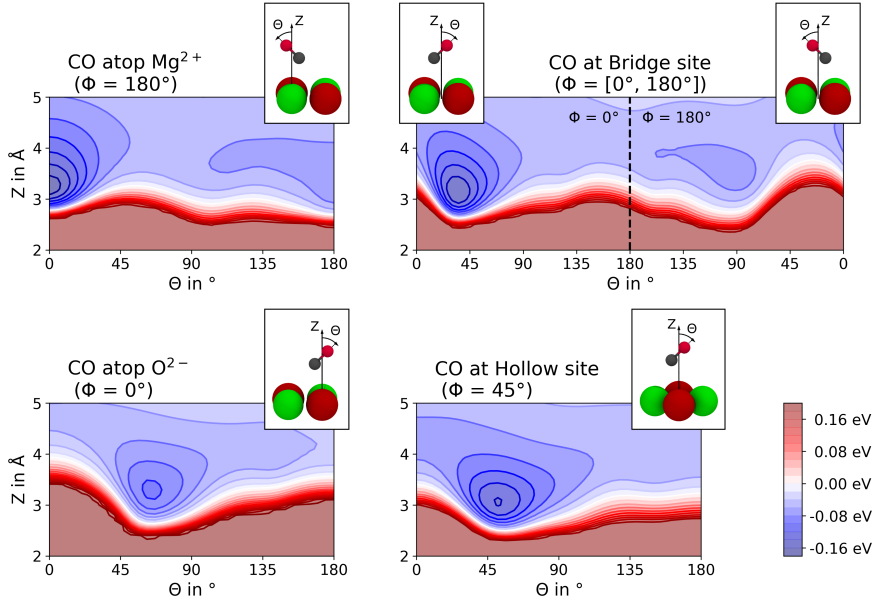 CO atop Mg²⁺
(Φ = 180°)
Θ
Z
Z in Å
5
4
3
2
0
45
90
135
180
Θ in °
CO at Bridge site
(Φ = [0°, 180°])
Z
Θ
Θ
Z
Φ = 0°
Φ = 180°
5
4
3
2
0
45
90
135
180
135
90
45
0
Θ in °
CO atop O²⁻
(Φ = 0°)
Z
Θ
Z in Å
5
4
3
2
0
45
90
135
180
Θ in °
CO at Hollow site
(Φ = 45°)
Z
Θ
5
4
3
2
0
45
90
135
180
Θ in °
0.16 eV
0.08 eV
0.00 eV
-0.08 eV
-0.16 eV